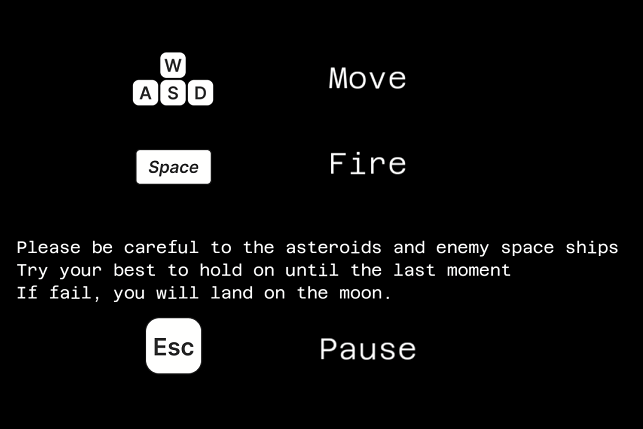 W
A S D Move
Space Fire
Please be careful to the asteroids and enemy space ships
Try your best to hold on until the last moment
If fail, you will land on the moon.
Esc Pause